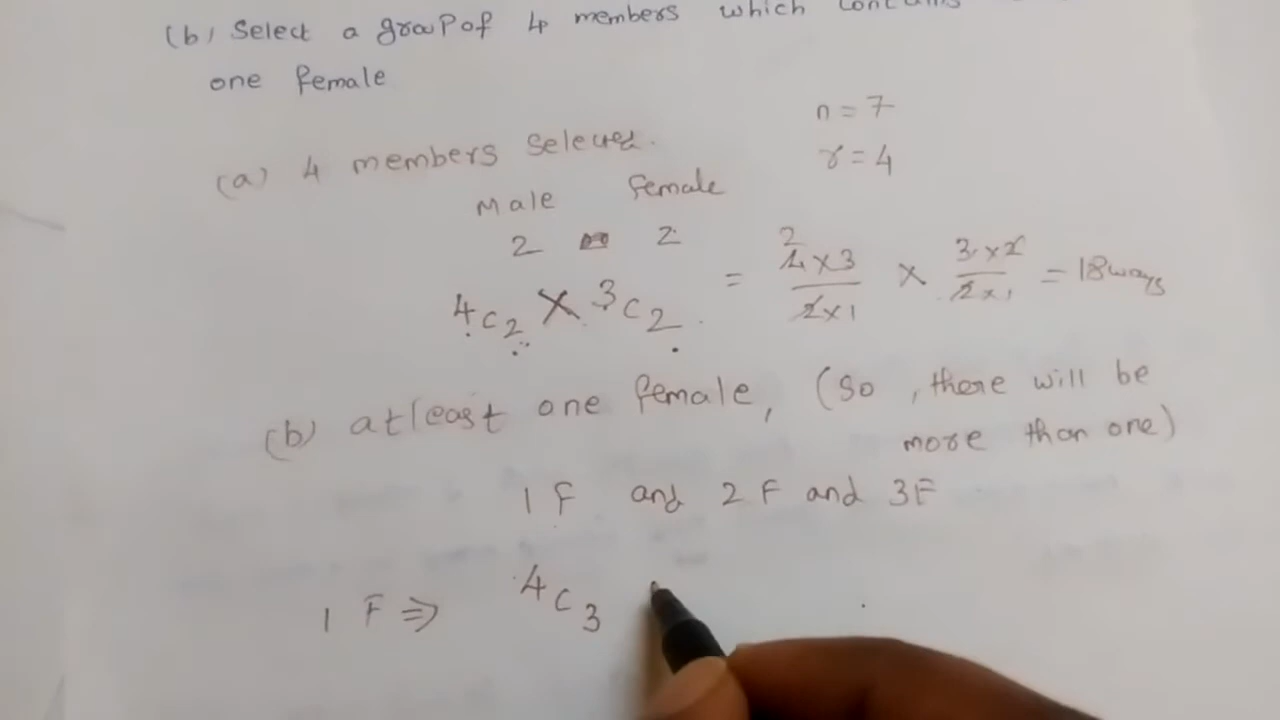 (b) Select a group of 4 members which contains
one female
n = 7
(a) 4 members selected.
r = 4
Male female
2 2
4C2 X 3C2 = 2 4x3 / 2x1 x 3x2 / 2x1 = 18 ways
(b) atleast one female, (So, there will be
more than one)
1 F and 2 F and 3F
1 F ⇒ 4C3